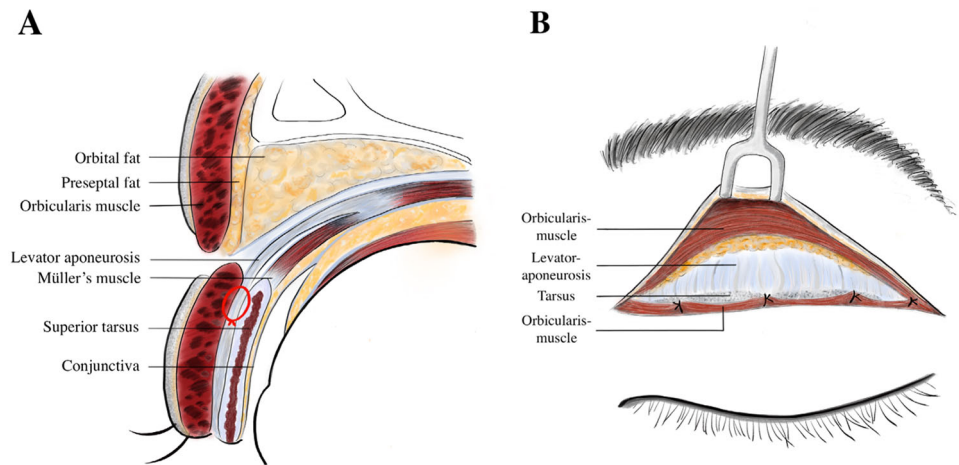 A
Orbital fat
Preseptal fat
Orbicularis muscle
Levator aponeurosis
Müller's muscle
Superior tarsus
Conjunctiva
B
Orbicularis-
muscle
Levator-
aponeurosis
Tarsus
Orbicularis-
muscle